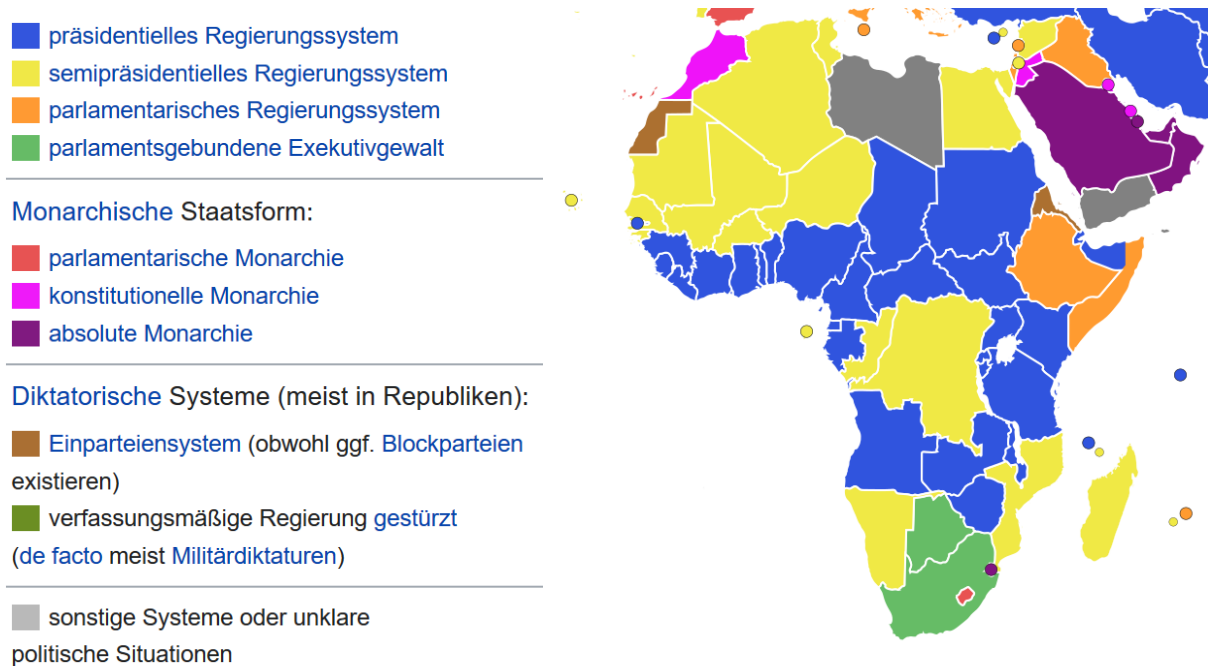 präsidentielles Regierungssystem
semipräsidentielles Regierungssystem
parlamentarisches Regierungssystem
parlamentsgebundene Exekutivgewalt
Monarchische Staatsform:
parlamentarische Monarchie
konstitutionelle Monarchie
absolute Monarchie
Diktatorische Systeme (meist in Republiken):
Einparteiensystem (obwohl ggf. Blockparteien
existieren)
verfassungsmäßige Regierung gestürzt
(de facto meist Militärdiktaturen)
sonstige Systeme oder unklare
politische Situationen